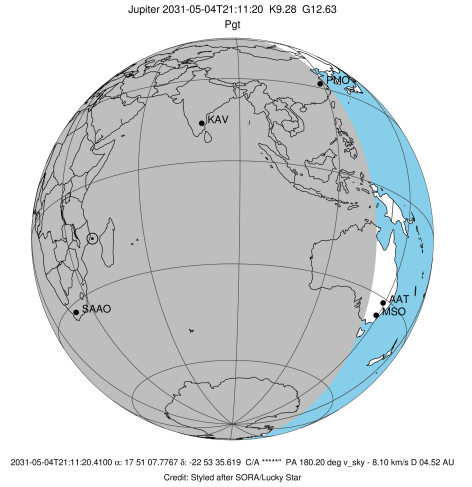 Jupiter 2031-05-04T21:11:20 K9.28 G12.63
Pgt
PMO
KAV
AAT
MSO
SAAO
2031-05-04T21:11:20.4100 α: 17 51 07.7767 δ: -22 53 35.619 C/A *****" PA 180.20 deg v_sky - 8.10 km/s D 04.52 AU
Credit: Styled after SORA/Lucky Star